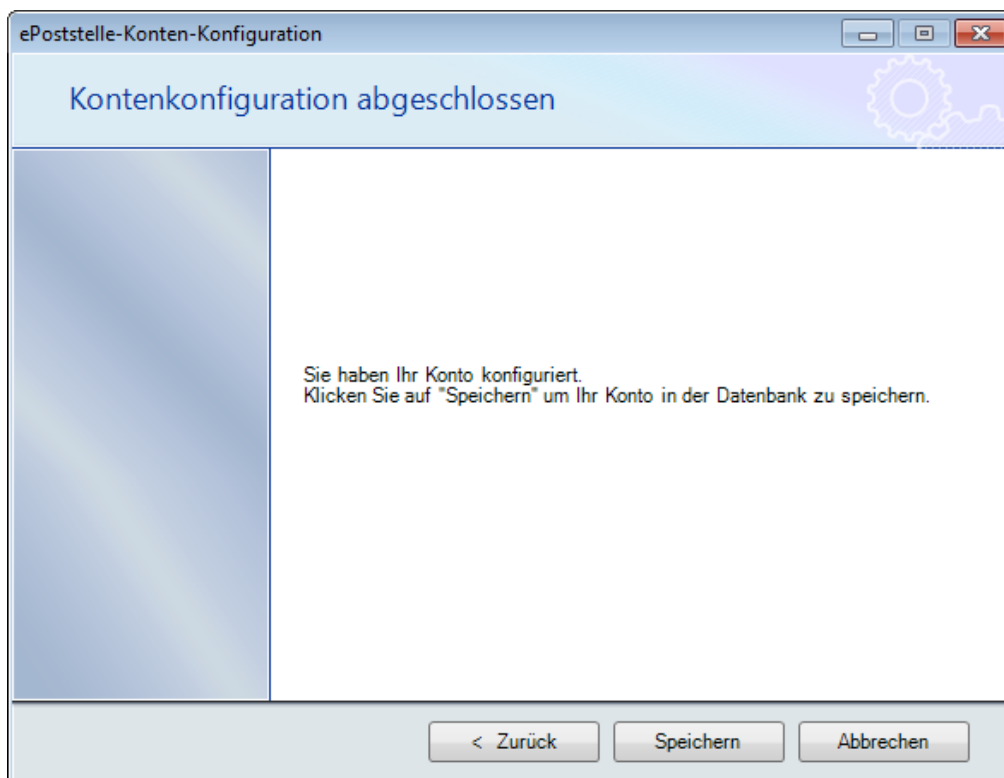 ePoststelle-Konten-Konfiguration
Kontenkonfiguration abgeschlossen
Sie haben Ihr Konto konfiguriert.
Klicken Sie auf "Speichern" um Ihr Konto in der Datenbank zu speichern.
< Zurück
Speichern
Abbrechen